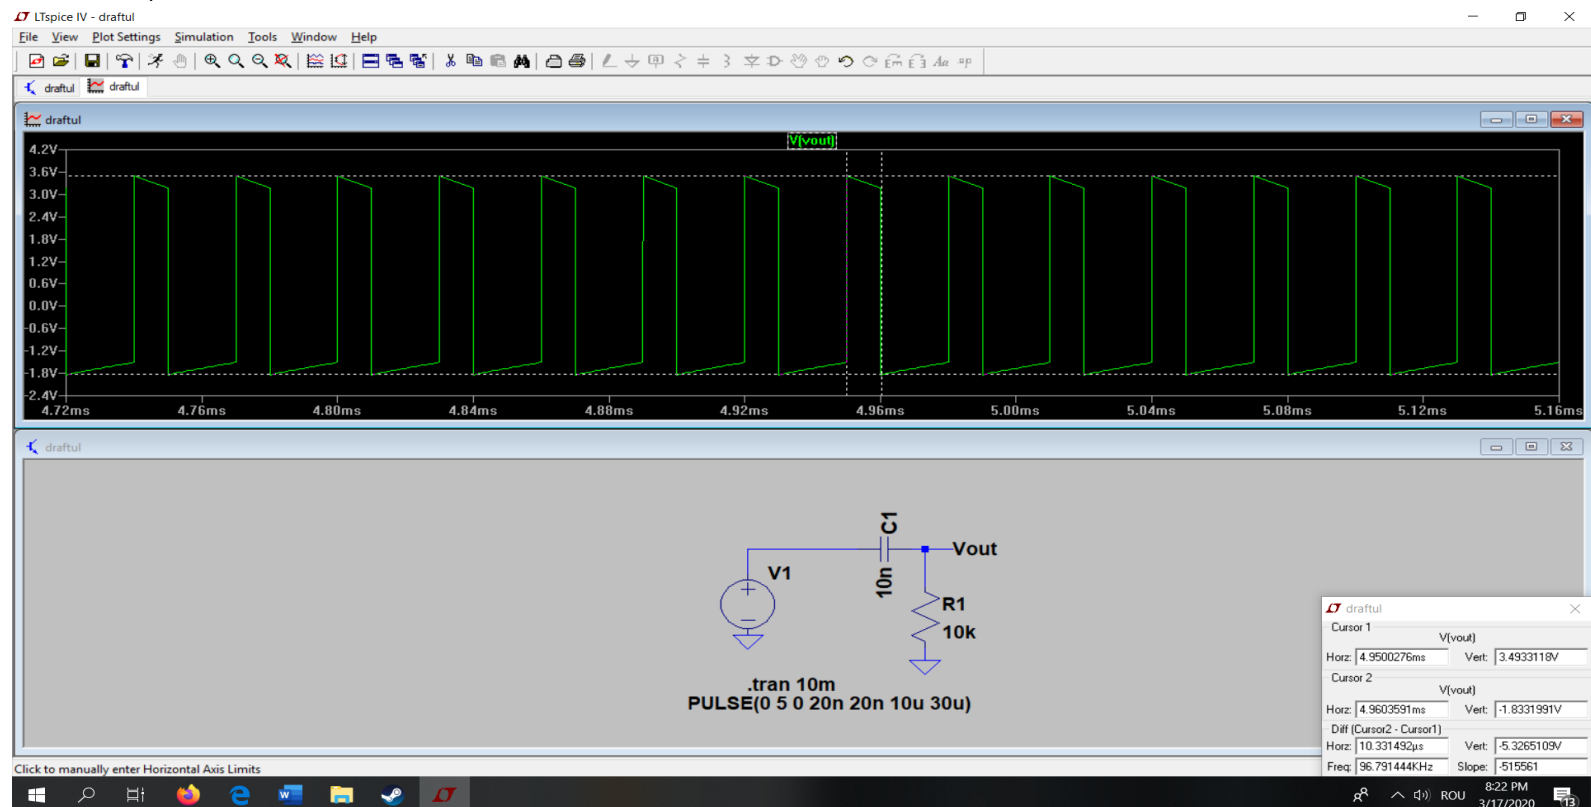 LTspice IV - draftul
File View Plot Settings Simulation Tools Window Help
draftul draftul
draftul
V(vout)
4.2V
3.6V
3.0V
2.4V
1.8V
1.2V
0.6V
0.0V
-0.6V
-1.2V
-1.8V
-2.4V
4.72ms 4.76ms 4.80ms 4.84ms 4.88ms 4.92ms 4.96ms 5.00ms 5.04ms 5.08ms 5.12ms 5.16ms
draftul
C1
Vout
V1
10n
R1
10k
.tran 10m
PULSE(0 5 0 20n 20n 10u 30u)
draftul
Cursor 1
V(vout)
Horz: 4.9500276ms Vert: 3.4933118V
Cursor 2
V(vout)
Horz: 4.9603591ms Vert: -1.8331991V
Diff (Cursor2 - Cursor1)
Horz: 10.331492µs Vert: -5.3265109V
Freq: 96.791444KHz Slope: -515561
Click to manually enter Horizontal Axis Limits
ROU
8:22 PM
3/17/2020
13